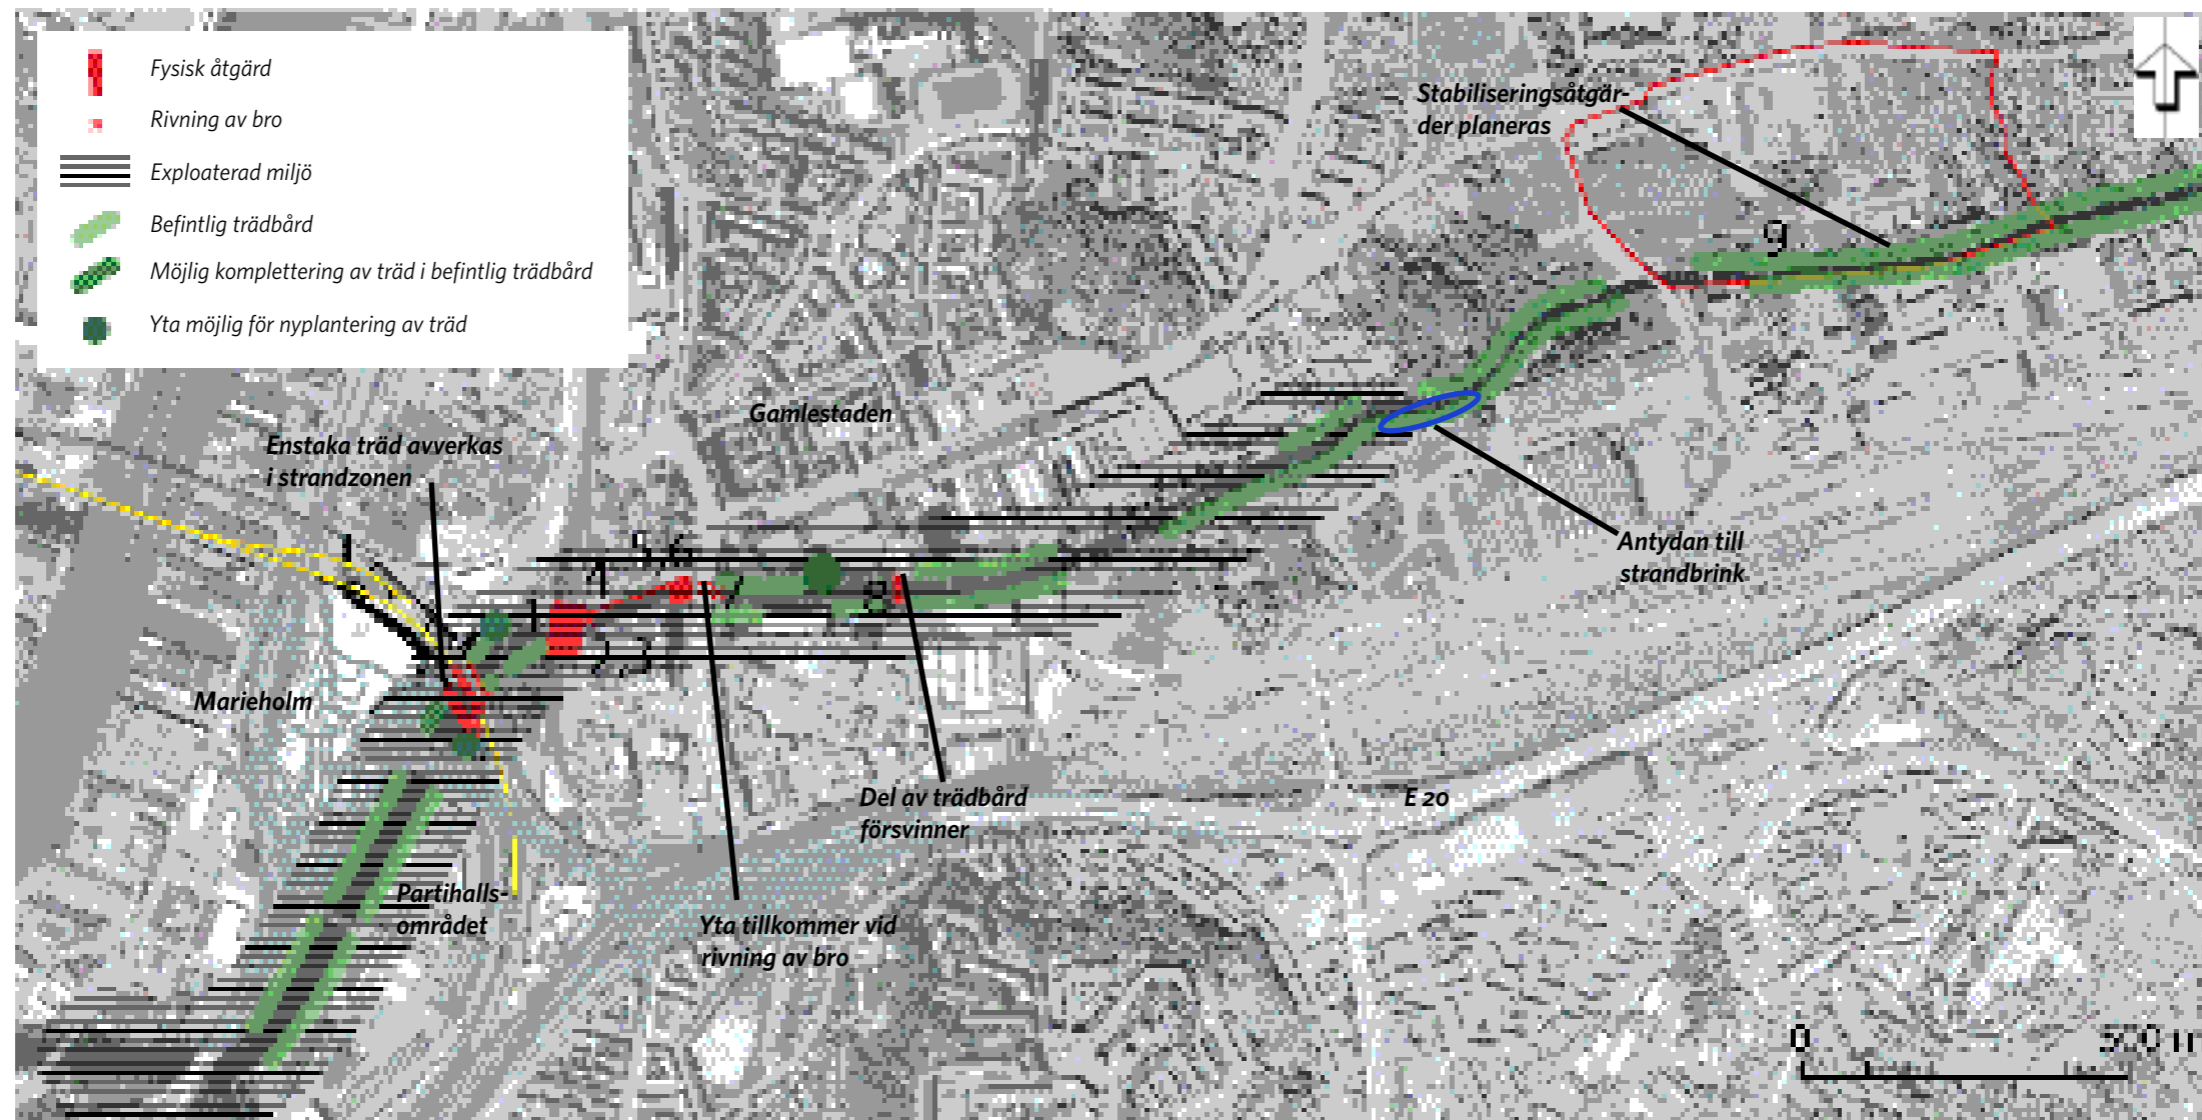 Fysisk åtgärd
Rivning av bro
Exploaterad miljö
Befintlig trädbård
Möjlig komplettering av träd i befintlig trädbård
Yta möjlig för nyplantering av träd
Stabiliseringsåtgär-
der planeras
9
Gamlestaden
Enstaka träd avverkas
i strandzonen
Antydan till
strandbrink
1
5,6
4
7
8
1
2,3
Marieholm
Del av trädbård
försvinner
E 20
Partihalls-
området
Yta tillkommer vid
rivning av bro
0
500 m